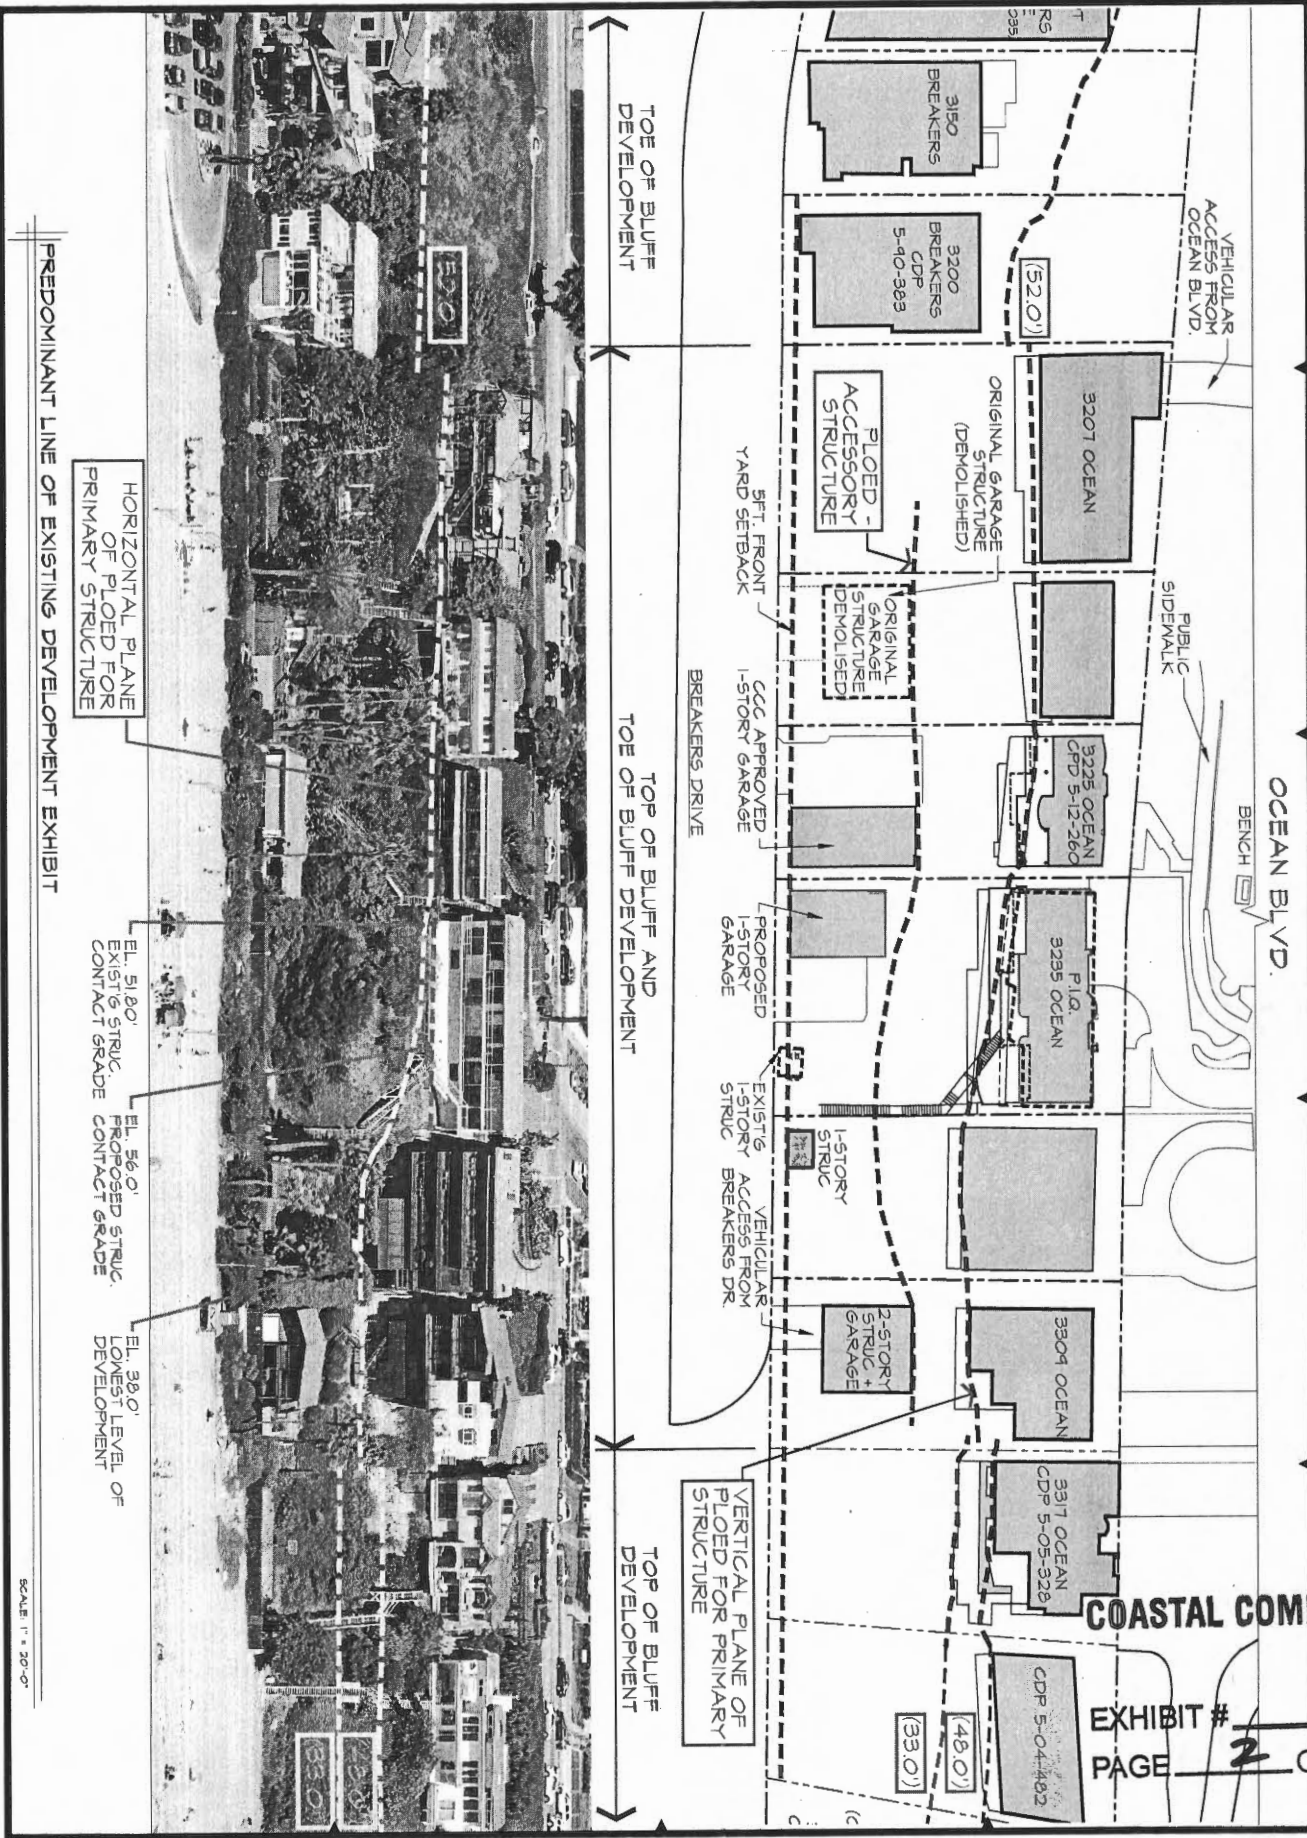 OCEAN BLVD.
VEHICULAR
ACCESS FROM
OCEAN BLVD.
PUBLIC
SIDEWALK
BENCH
3150
BREAKERS
3200
BREAKERS
CDP
5-90-383
(52.0')
3207 OCEAN
3225 OCEAN
CPD 5-12-260
P.I.Q.
3235 OCEAN
3309 OCEAN
3317 OCEAN
CDP 5-05-328
CDP 5-04-482
ORIGINAL GARAGE
STRUCTURE
(DEMOLISHED)
PLOED -
ACCESSORY
STRUCTURE
ORIGINAL
GARAGE
STRUCTURE
(DEMOLISED)
5FT. FRONT
YARD SETBACK
CCC APPROVED
1-STORY GARAGE
PROPOSED
1-STORY
GARAGE
EXIST'G
1-STORY
STRUC
1-STORY
STRUC
VEHICULAR
ACCESS FROM
BREAKERS DR.
2-STORY
STRUC +
GARAGE
BREAKERS DRIVE
VERTICAL PLANE OF
PLOED FOR PRIMARY
STRUCTURE
(48.0')
(33.0')
TOE OF BLUFF
DEVELOPMENT
TOP OF BLUFF AND
TOE OF BLUFF DEVELOPMENT
TOP OF BLUFF
DEVELOPMENT
HORIZONTAL PLANE
OF PLOED FOR
PRIMARY STRUCTURE
EL. 51.80'
EXIST'G STRUC.
CONTACT GRADE
EL. 56.0'
PROPOSED STRUC.
CONTACT GRADE
EL. 38.0'
LOWEST LEVEL OF
DEVELOPMENT
PREDOMINANT LINE OF EXISTING DEVELOPMENT EXHIBIT
SCALE: 1" = 20'-0"
COASTAL COM
EXHIBIT #
PAGE 2